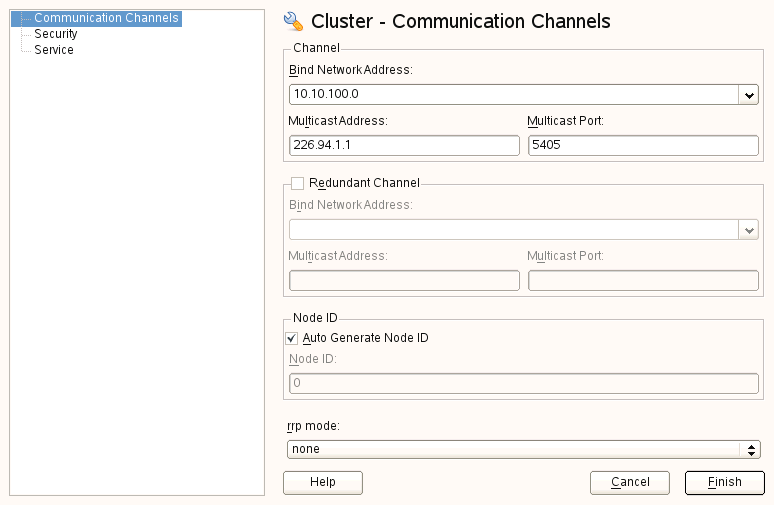 Communication Channels
Security
Service
Cluster - Communication Channels
Channel
Bind Network Address:
10.10.100.0
Multicast Address: Multicast Port:
226.94.1.1 5405
Redundant Channel
Bind Network Address:
Multicast Address: Multicast Port:
Node ID
Auto Generate Node ID
Node ID:
0
rrp mode:
none
Help Cancel Finish